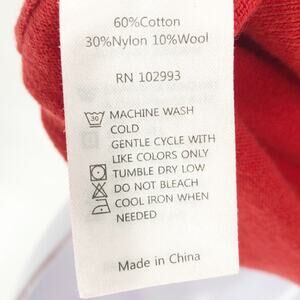 60%Cotton
30%Nylon 10%Wool
RN 102993
30
MACHINE WASH
COLD
GENTLE CYCLE WITH
LIKE COLORS ONLY
TUMBLE DRY LOW
DO NOT BLEACH
COOL IRON WHEN
NEEDED
Made in China